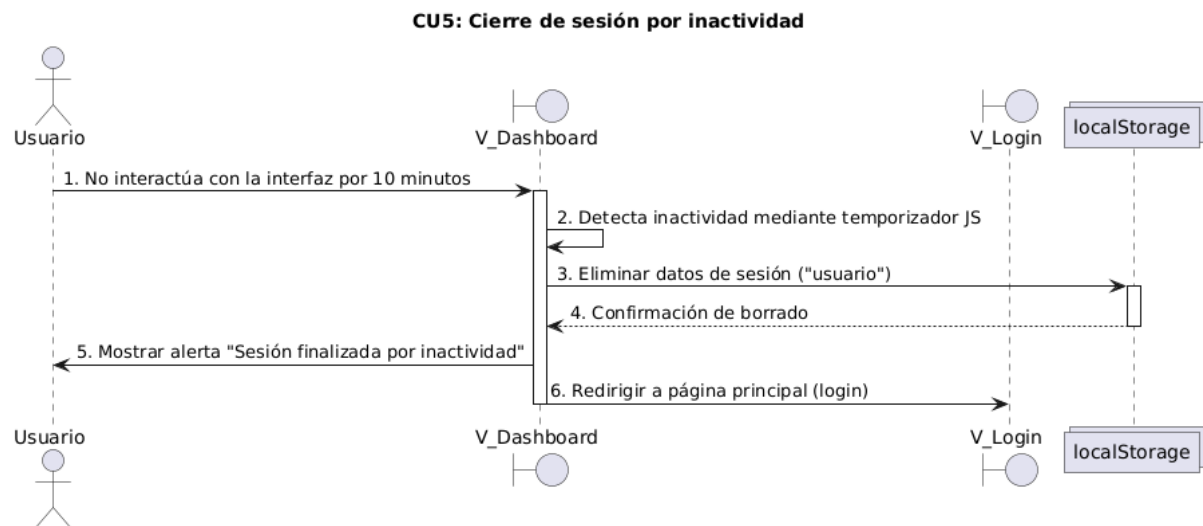 CU5: Cierre de sesión por inactividad
Usuario
V_Dashboard
V_Login
localStorage
1. No interactúa con la interfaz por 10 minutos
2. Detecta inactividad mediante temporizador JS
3. Eliminar datos de sesión ("usuario")
4. Confirmación de borrado
5. Mostrar alerta "Sesión finalizada por inactividad"
6. Redirigir a página principal (login)
Usuario
V_Dashboard
V_Login
localStorage